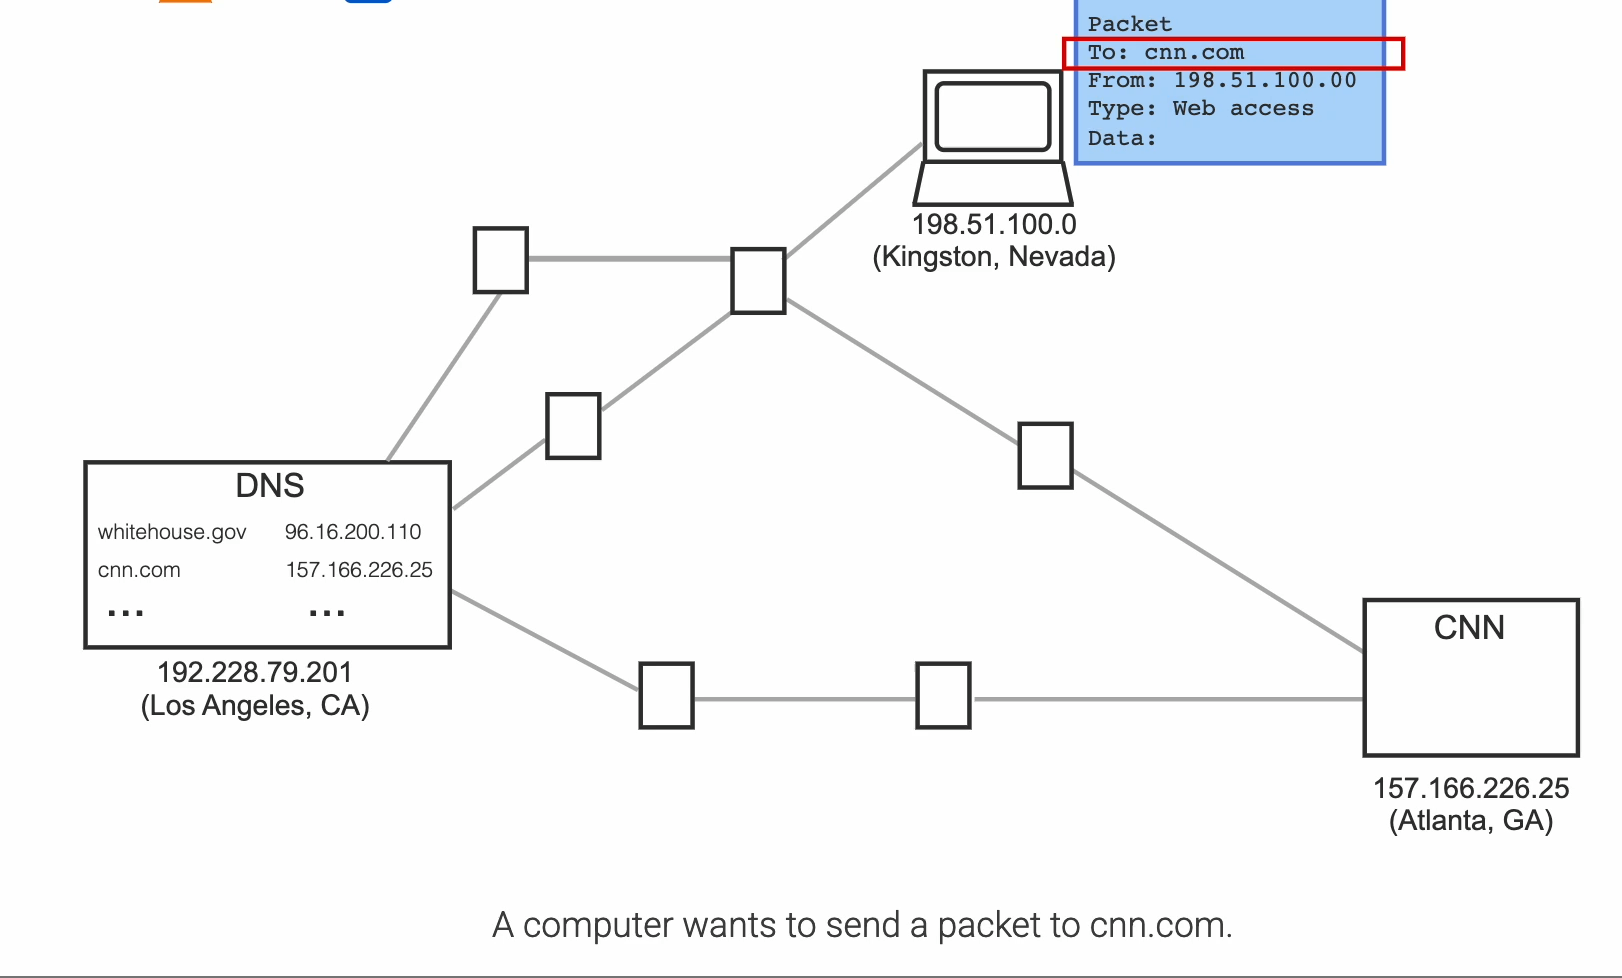 Packet
To: cnn.com
From: 198.51.100.00
Type: Web access
Data:
198.51.100.0
(Kingston, Nevada)
DNS
whitehouse.gov 96.16.200.110
cnn.com 157.166.226.25
... ...
192.228.79.201
(Los Angeles, CA)
CNN
157.166.226.25
(Atlanta, GA)
A computer wants to send a packet to cnn.com.